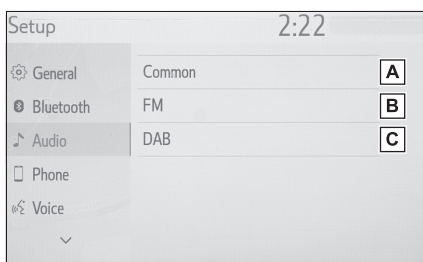 Setup 2:22
General
Bluetooth
Audio
Phone
Voice
Common A
FM B
DAB C